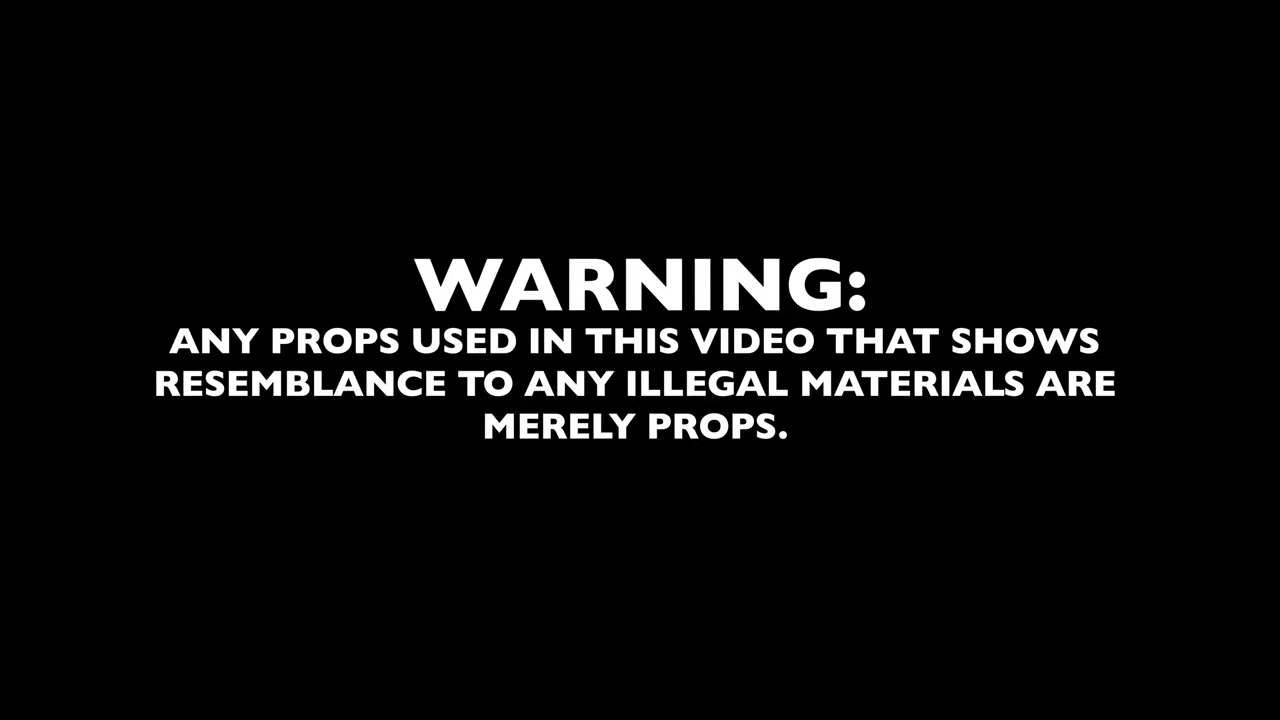 WARNING:
ANY PROPS USED IN THIS VIDEO THAT SHOWS
RESEMBLANCE TO ANY ILLEGAL MATERIALS ARE
MERELY PROPS.